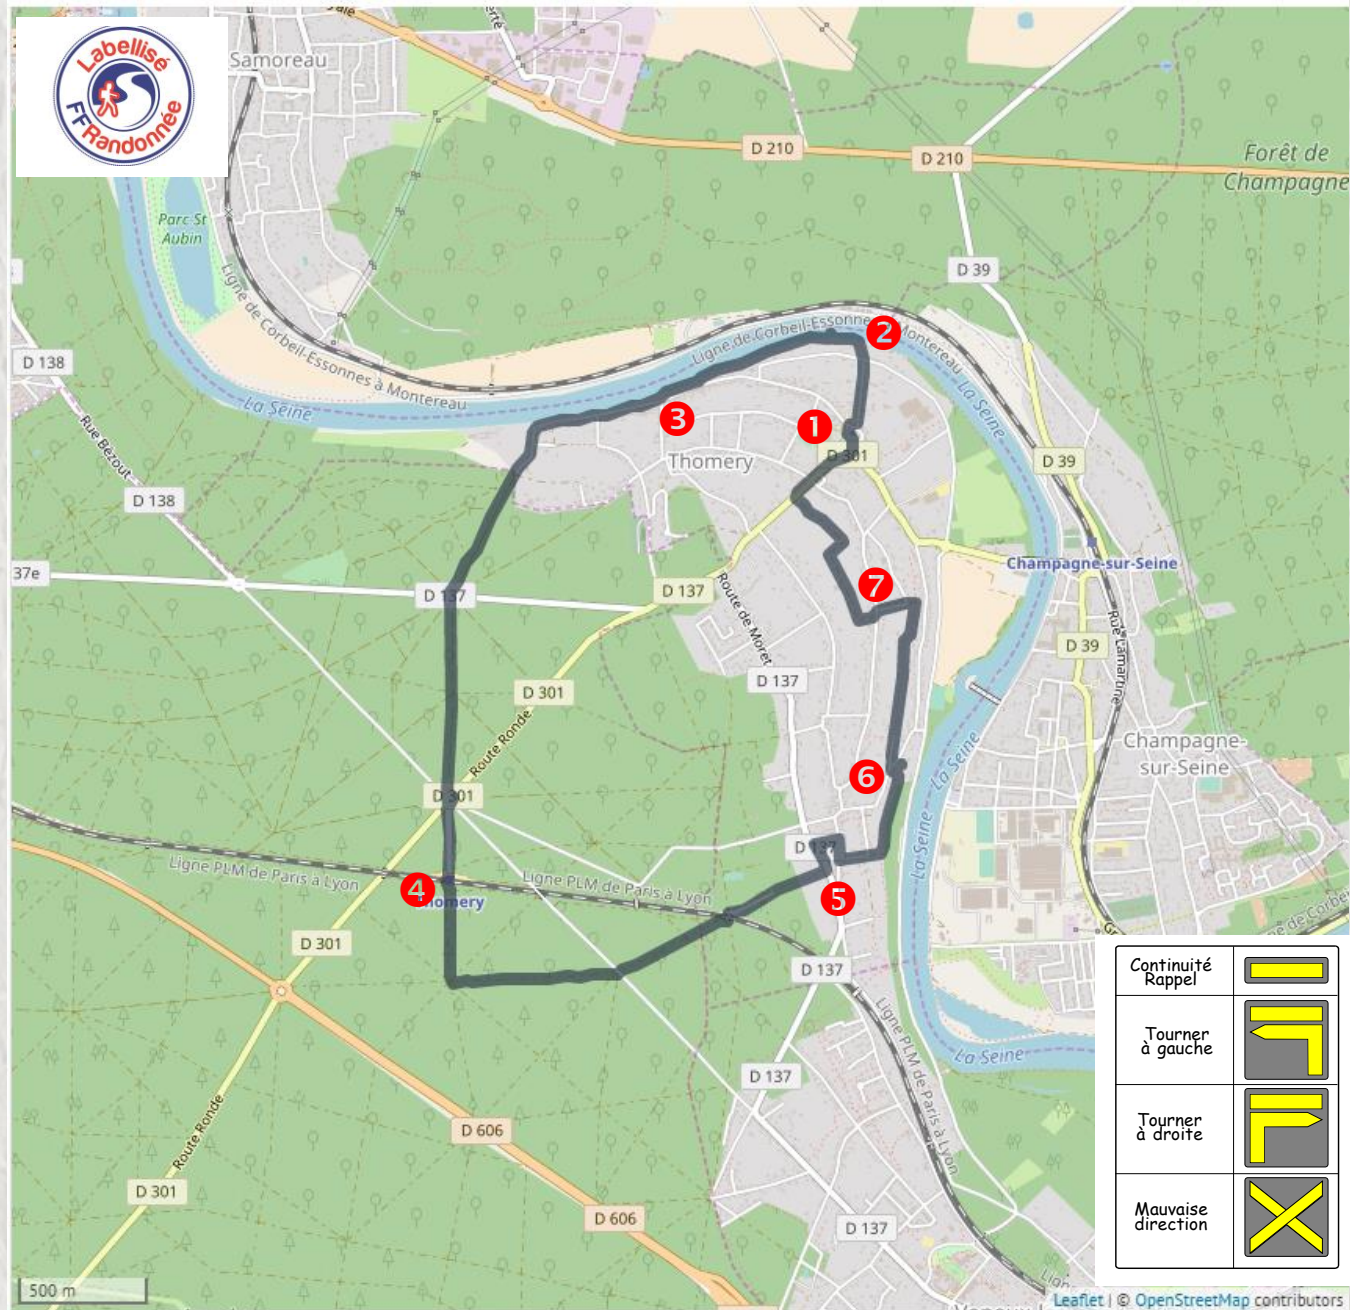 Labellisé
FFRandonnée
Samoreau
D 210
D 210
Forêt de
Champagne
Parc St
Aubin
D 39
Ligne de Corbeil-Essonnes à Montereau
Ligne de Corbeil-Essonne
Montereau
2
D 138
La Seine
La Seine
Rue Bézout
3
1
D 301
Thomery
D 39
D 138
37e
D 137
Champagne-sur-Seine
7
D 137
Route de Moret
Rue Lamartine
D 39
D 137
D 301
Route Ronde
Champagne-
sur-Seine
La Seine
6
D 301
La Seine
D 137
Ligne PLM de Paris à Lyon
Ligne PLM de Paris à Lyon
4
Thomery
5
D 301
D 137
Ligne PLM de Paris à Lyon
La Seine
D 137
Route Ronde
D 606
D 301
D 606
D 137
Continuité
Rappel
Tourner
à gauche
Tourner
à droite
Mauvaise
direction
500 m
Leaflet | © OpenStreetMap contributors